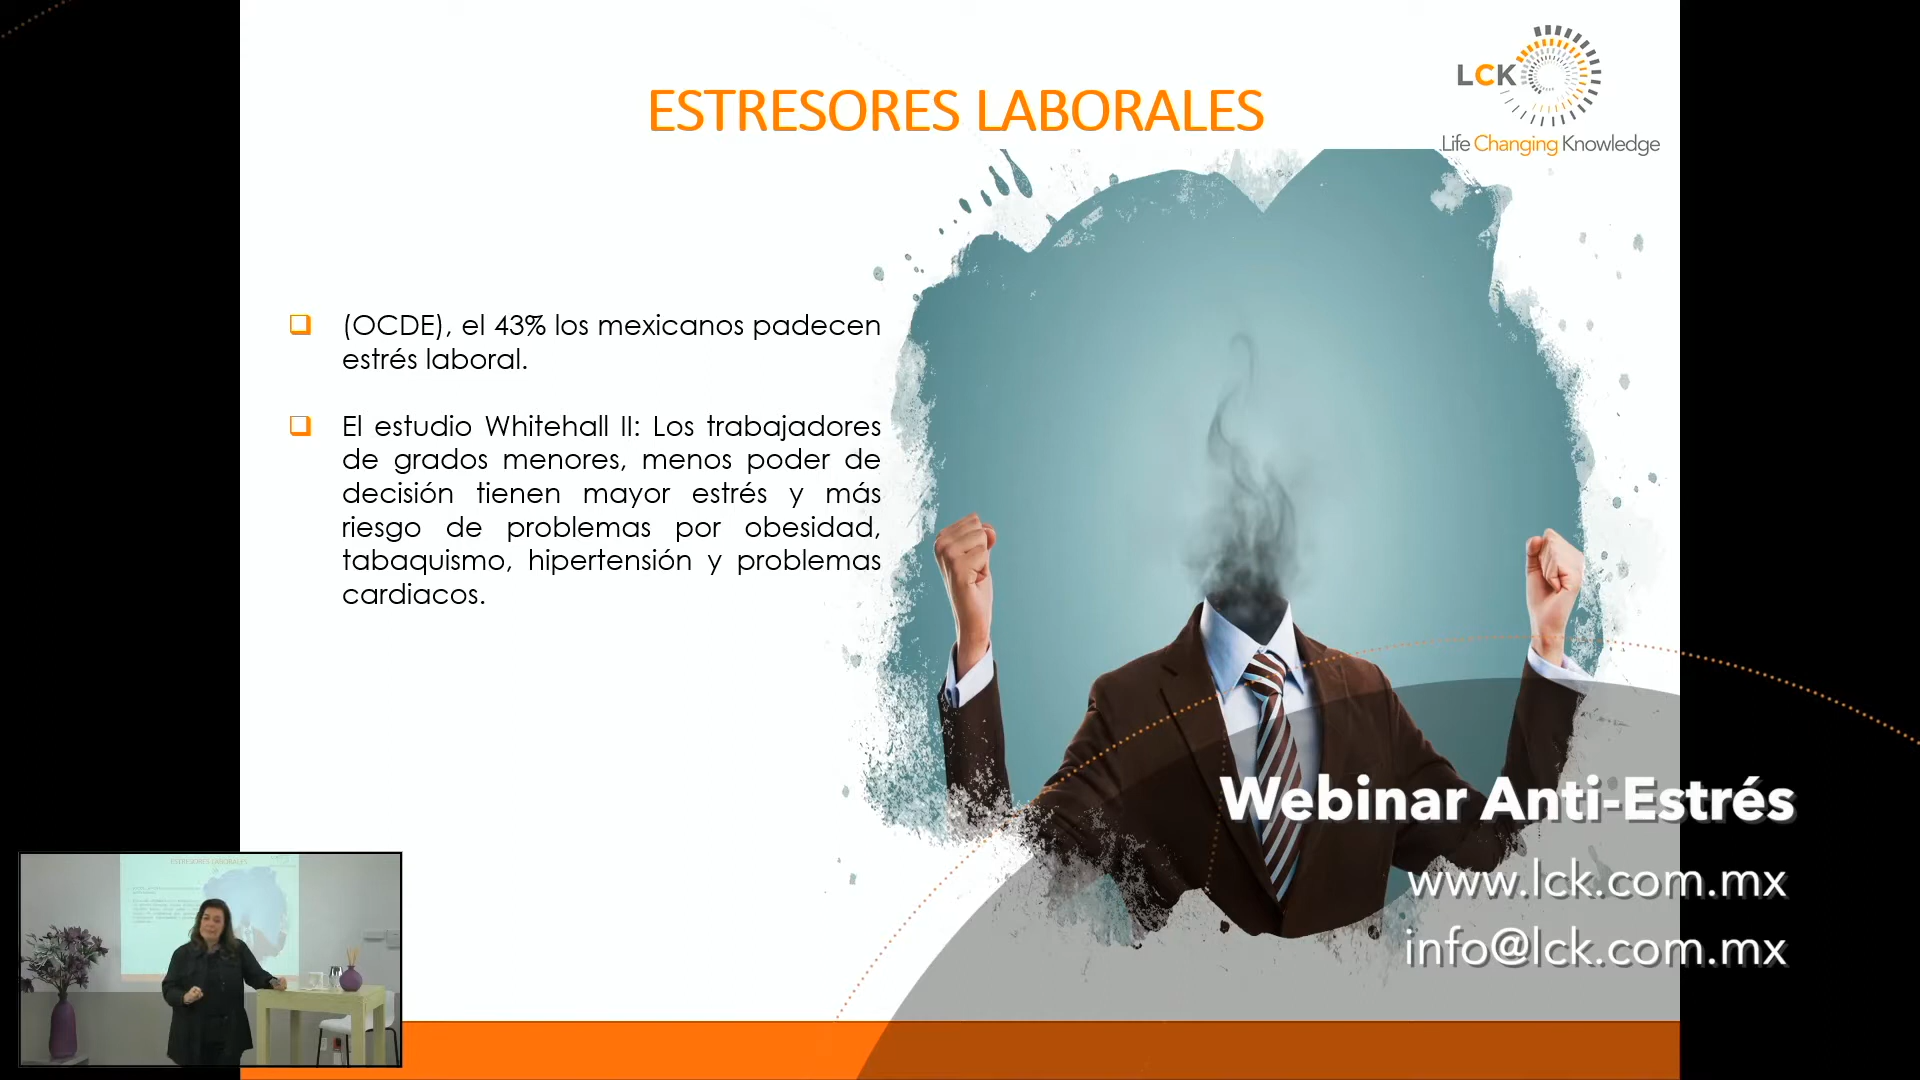 ESTRESORES LABORALES
LCK
Life Changing Knowledge
(OCDE), el 43% los mexicanos padecen
estrés laboral.
El estudio Whitehall II: Los trabajadores
de grados menores, menos poder de
decisión tienen mayor estrés y más
riesgo de problemas por obesidad,
tabaquismo, hipertensión y problemas
cardiacos.
Webinar Anti-Estrés
www.lck.com.mx
info@lck.com.mx
ESTRESORES LABORALES